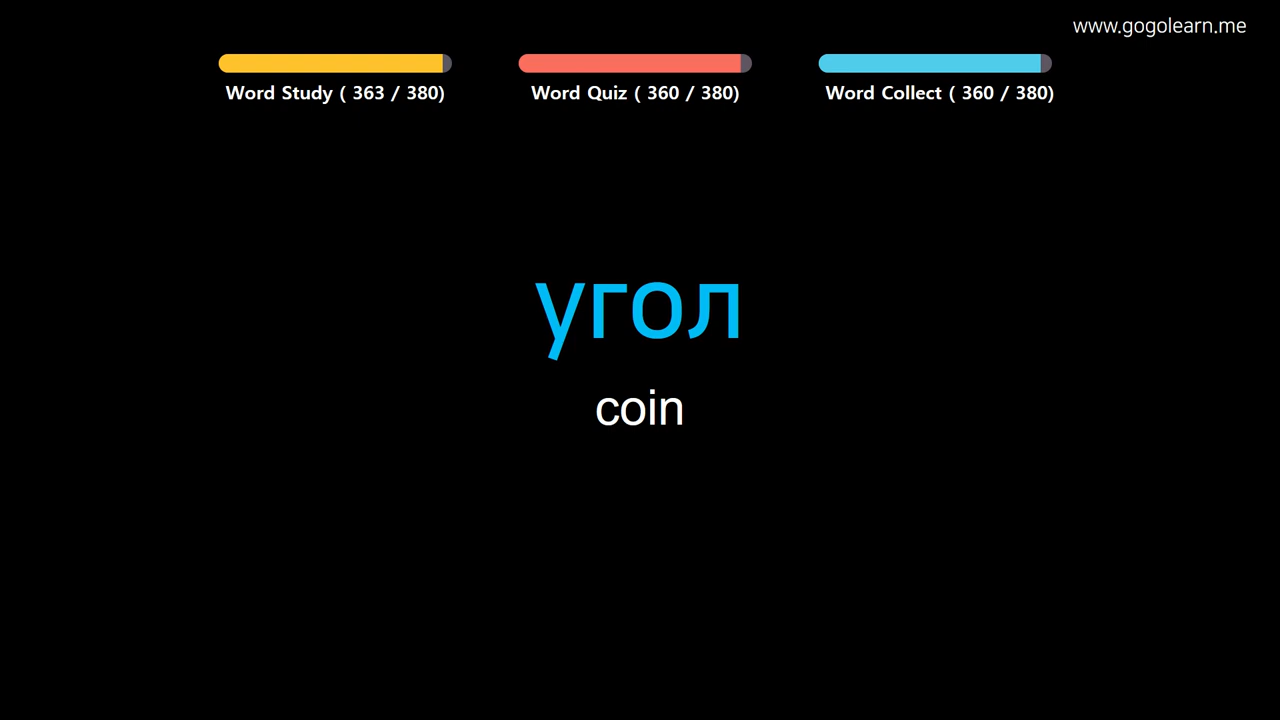 www.gogolearn.me
Word Study ( 363 / 380)
Word Quiz ( 360 / 380)
Word Collect ( 360 / 380)
угол
coin